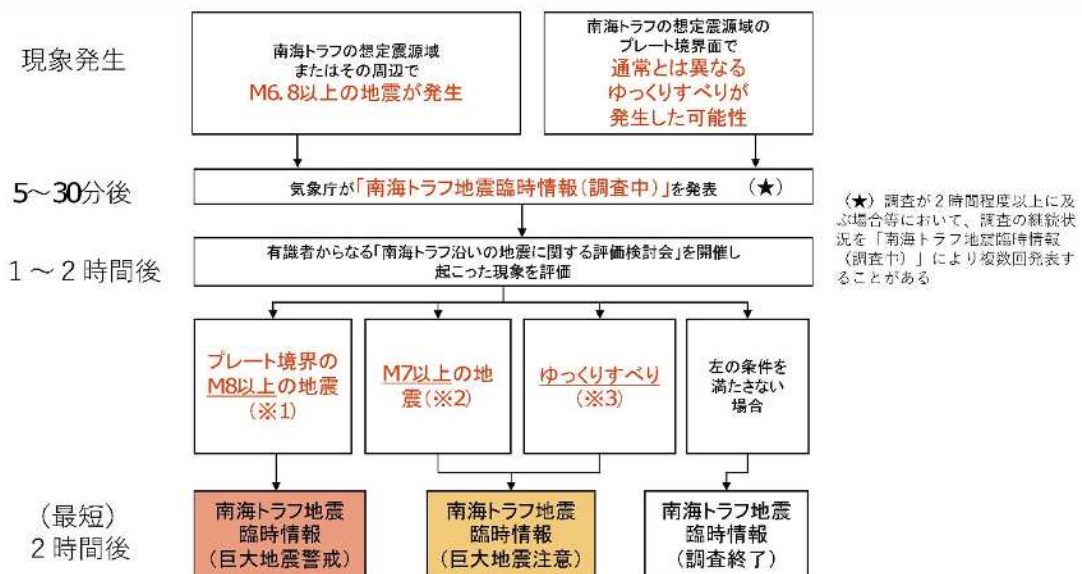 現象発生
南海トラフの想定震源域
またはその周辺で
M6.8以上の地震が発生
南海トラフの想定震源域の
プレート境界面で
通常とは異なる
ゆっくりすべりが
発生した可能性
5～30分後
気象庁が「南海トラフ地震臨時情報(調査中)」を発表 (★)
(★) 調査が2時間程度以上に及
ぶ場合等において、調査の継続状
況を「南海トラフ地震臨時情報
(調査中)」により複数回発表す
ることがある
1～2時間後
有識者からなる「南海トラフ沿いの地震に関する評価検討会」を開催し
起こった現象を評価
プレート境界の
M8以上の地震
(※1)
M7以上の地
震(※2)
ゆっくりすべり
(※3)
左の条件を
満たさない
場合
(最短)
2時間後
南海トラフ地震
臨時情報
(巨大地震警戒)
南海トラフ地震
臨時情報
(巨大地震注意)
南海トラフ地震
臨時情報
(調査終了)